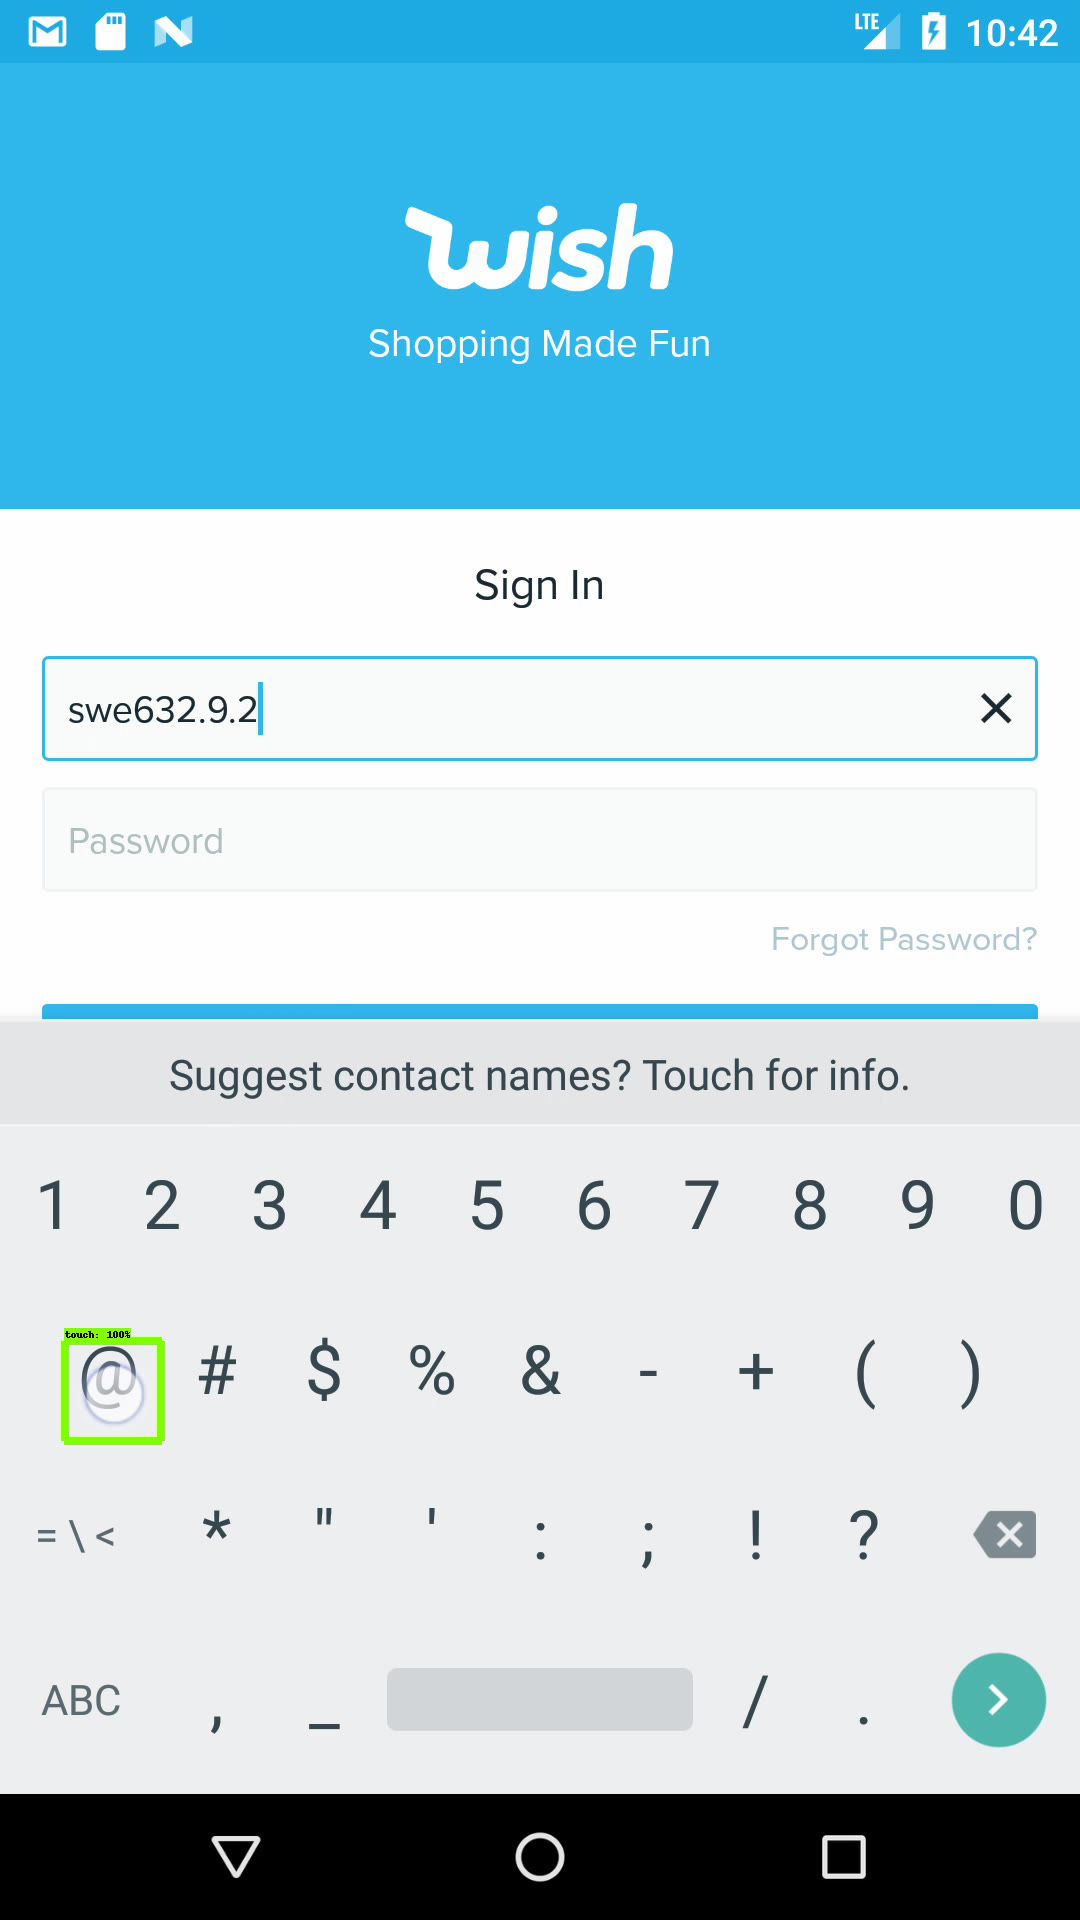 LTE 10:42
wish
Shopping Made Fun
Sign In
swe632.9.2
Password
Forgot Password?
Suggest contact names? Touch for info.
1 2 3 4 5 6 7 8 9 0
touch: 100%
@ # $ % & - + ( )
= \ < * " ' : ; ! ?
ABC , _ / .